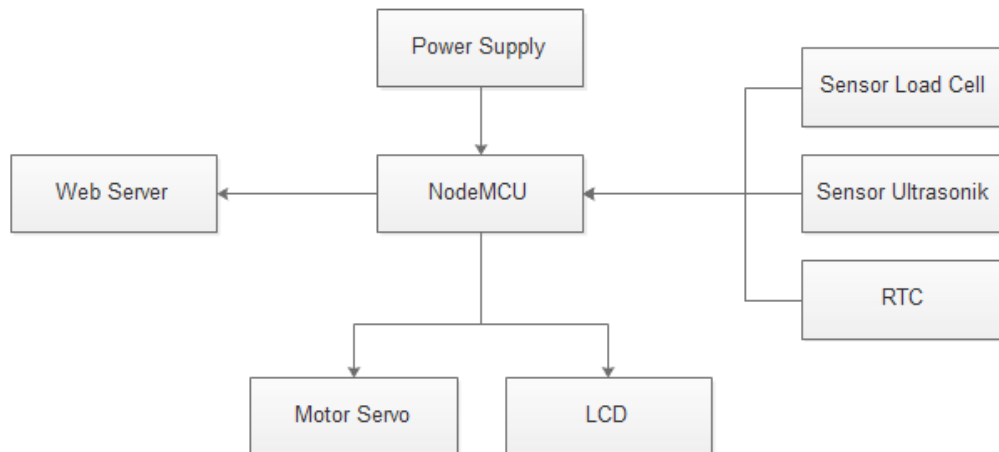 Power Supply
Sensor Load Cell
Web Server
NodeMCU
Sensor Ultrasonik
RTC
Motor Servo
LCD